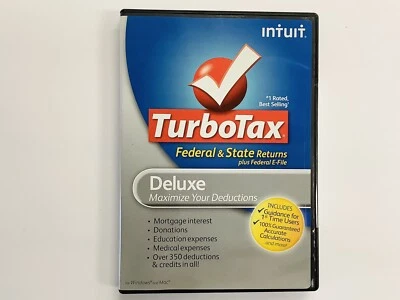 intuit
#1 Rated,
Best Selling*
TurboTax
Federal & State Returns
plus Federal E-File
Deluxe
Maximize Your Deductions
• Mortgage interest
• Donations
• Education expenses
• Medical expenses
• Over 350 deductions
& credits in all!
INCLUDES
✓ Guidance for
1st Time Users
✓ 100% Guaranteed
Accurate
Calculations
and more!